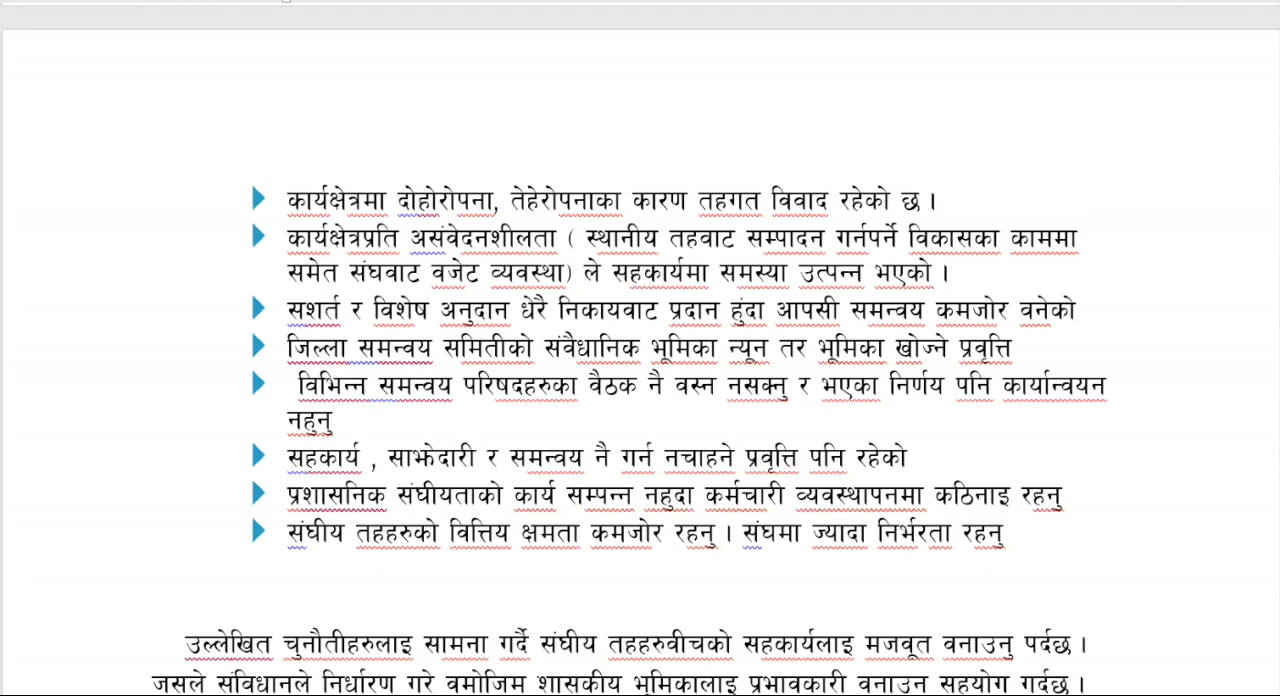 कार्यक्षेत्रमा दोहोरोपना, तेहेरोपनाका कारण तहगत विवाद रहेको छ ।
कार्यक्षेत्रप्रति असंवेदनशीलता ( स्थानीय तहवाट सम्पादन गर्नपर्ने विकासका काममा
समेत संघवाट वजेट व्यवस्था) ले सहकार्यमा समस्या उत्पन्न भएको ।
सशर्त र विशेष अनुदान धेरै निकायवाट प्रदान हुंदा आपसी समन्वय कमजोर वनेको
जिल्ला समन्वय समितीको संवैधानिक भूमिका न्यून तर भूमिका खोज्ने प्रवृत्ति
विभिन्न समन्वय परिषदहरुका वैठक नै वस्न नसक्नु र भएका निर्णय पनि कार्यान्वयन
नहुनु
सहकार्य , साझेदारी र समन्वय नै गर्न नचाहने प्रवृत्ति पनि रहेको
प्रशासनिक संघीयताको कार्य सम्पन्न नहुदा कर्मचारी व्यवस्थापनमा कठिनाइ रहनु
संघीय तहहरुको वित्तिय क्षमता कमजोर रहनु । संघमा ज्यादा निर्भरता रहनु
उल्लेखित चुनौतीहरुलाइ सामना गर्दै संघीय तहहरुवीचको सहकार्यलाइ मजवूत वनाउनु पर्दछ ।
जसले संविधानले निर्धारण गरे वमोजिम शासकीय भूमिकालाइ प्रभावकारी वनाउन सहयोग गर्दछ ।